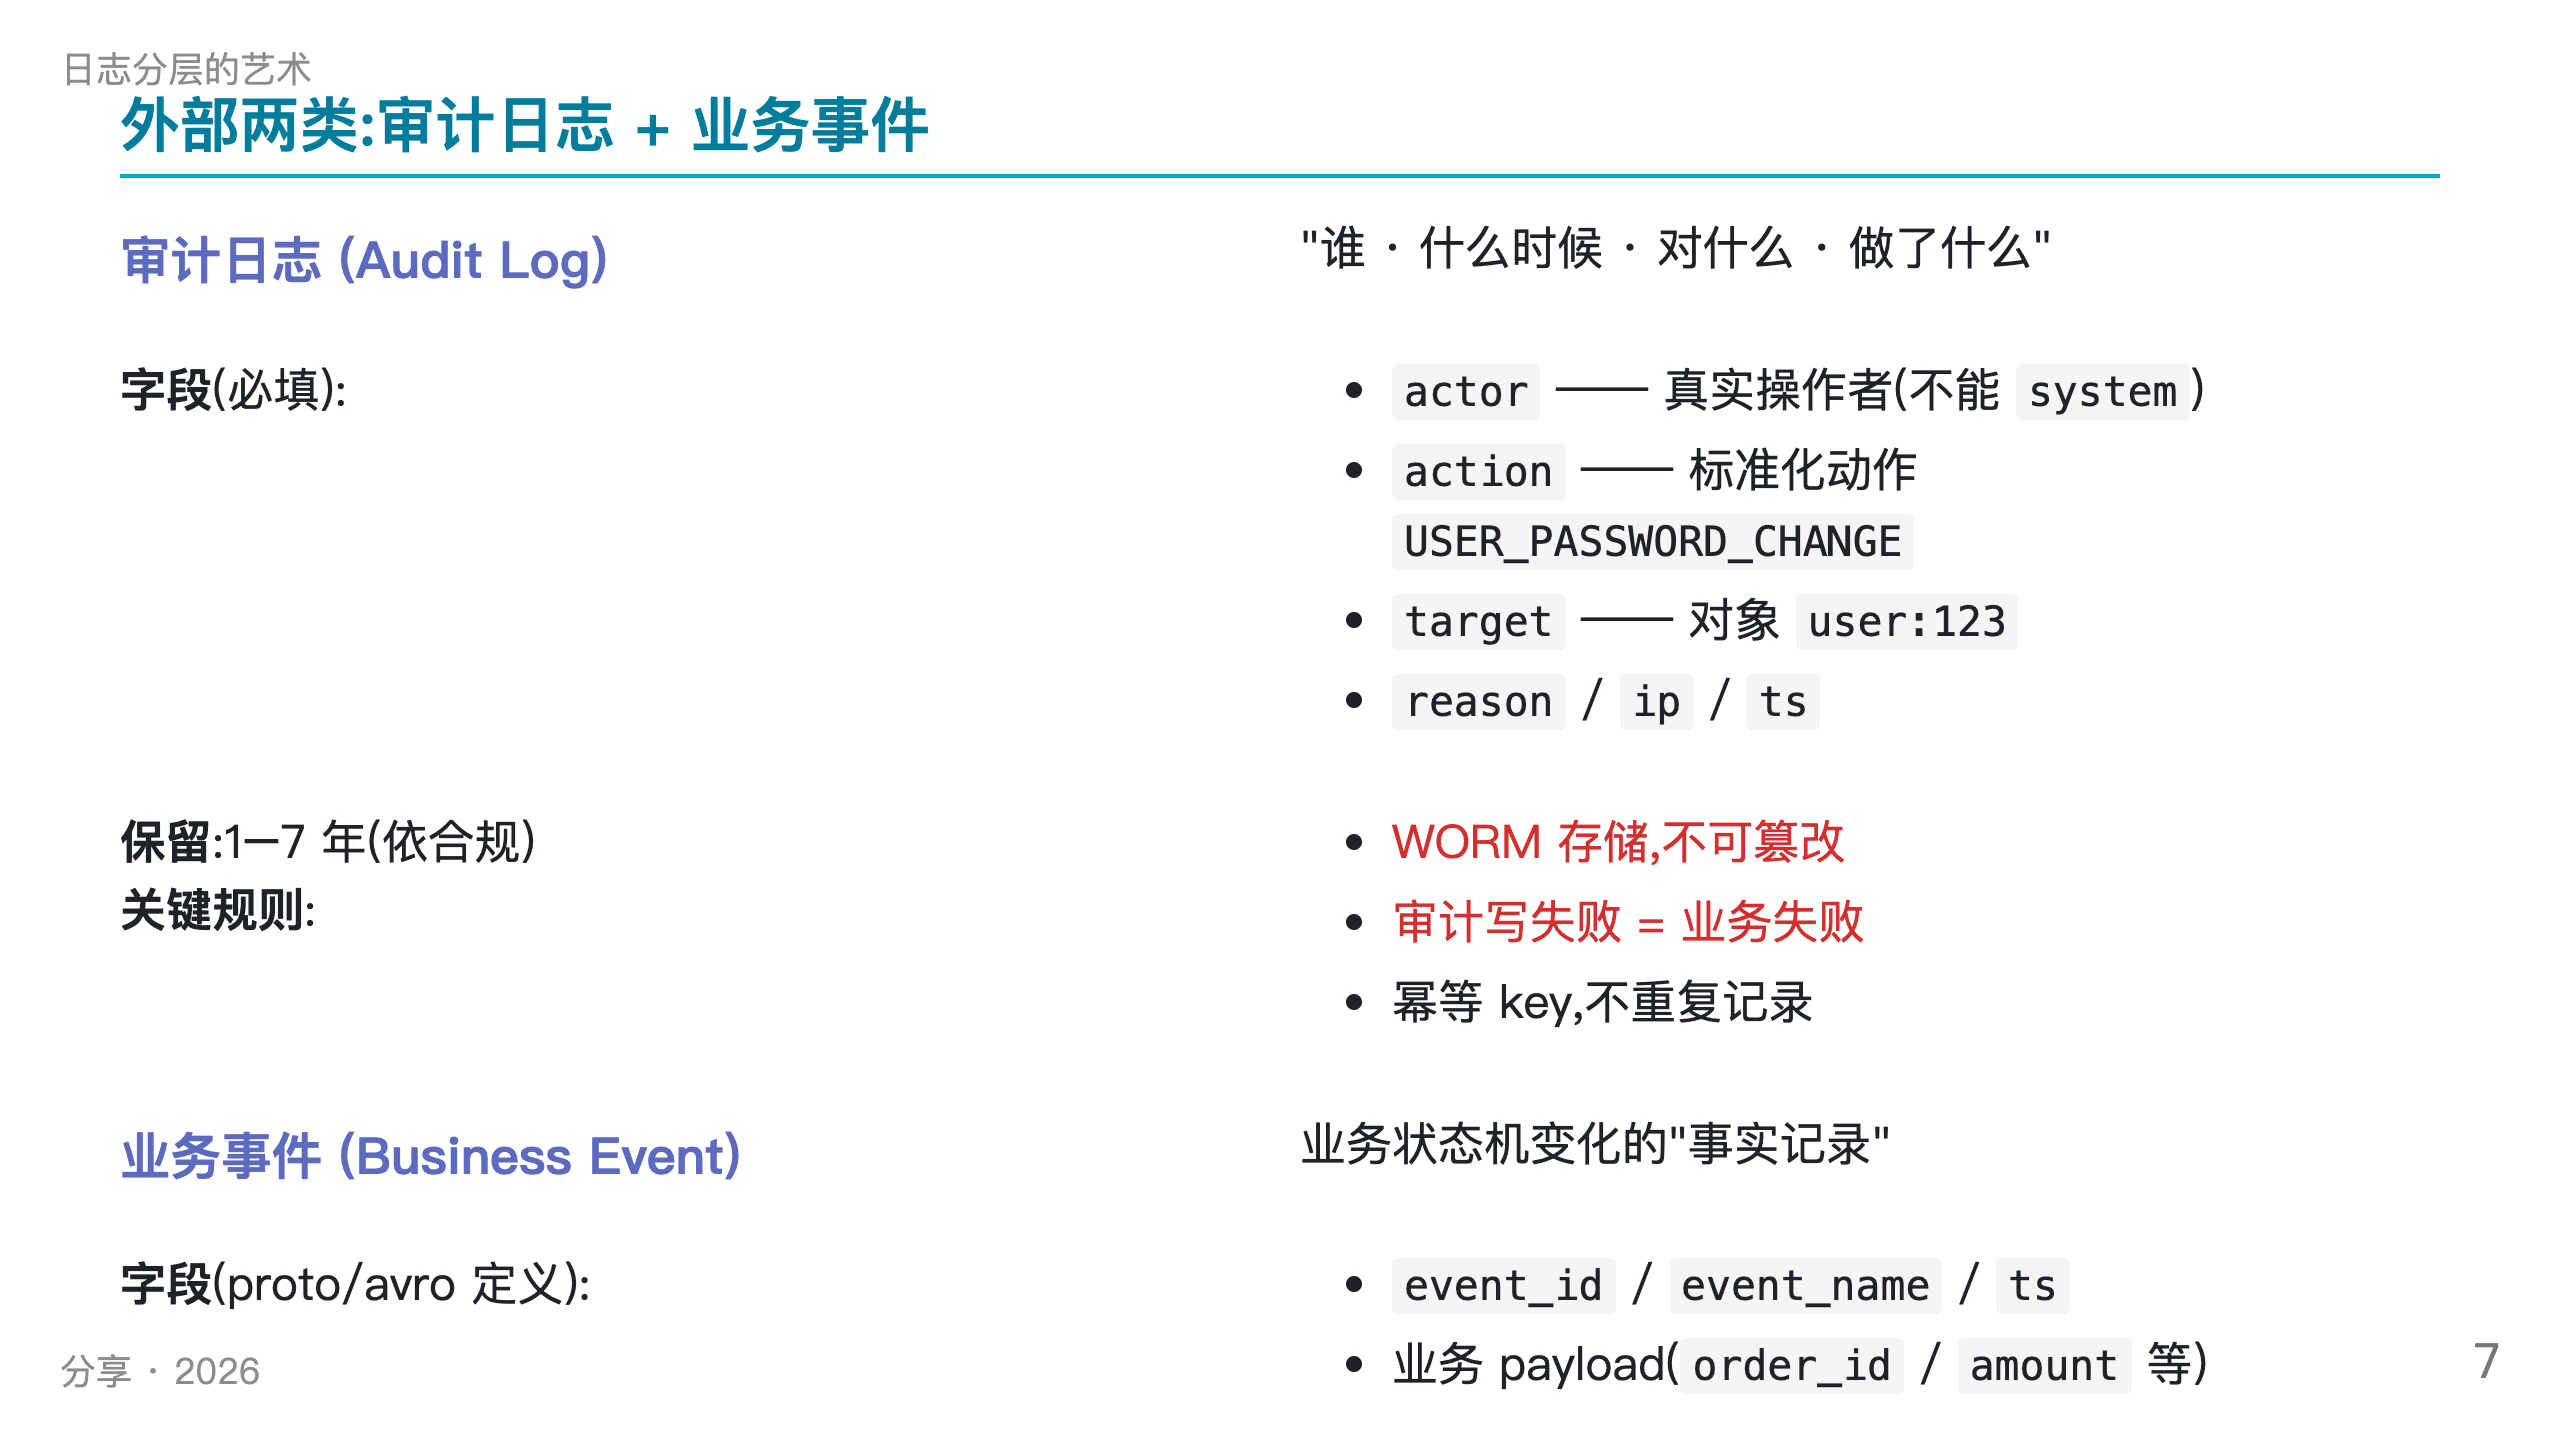 日志分层的艺术
外部两类:审计日志 + 业务事件
审计日志 (Audit Log)
"谁 · 什么时候 · 对什么 · 做了什么"
字段(必填):
actor —— 真实操作者(不能 system)
action —— 标准化动作
USER_PASSWORD_CHANGE
target —— 对象 user:123
reason / ip / ts
保留:1–7 年(依合规)
WORM 存储,不可篡改
关键规则:
审计写失败 = 业务失败
幂等 key,不重复记录
业务事件 (Business Event)
业务状态机变化的"事实记录"
字段(proto/avro 定义):
event_id / event_name / ts
业务 payload(order_id / amount 等)
分享 · 2026
7